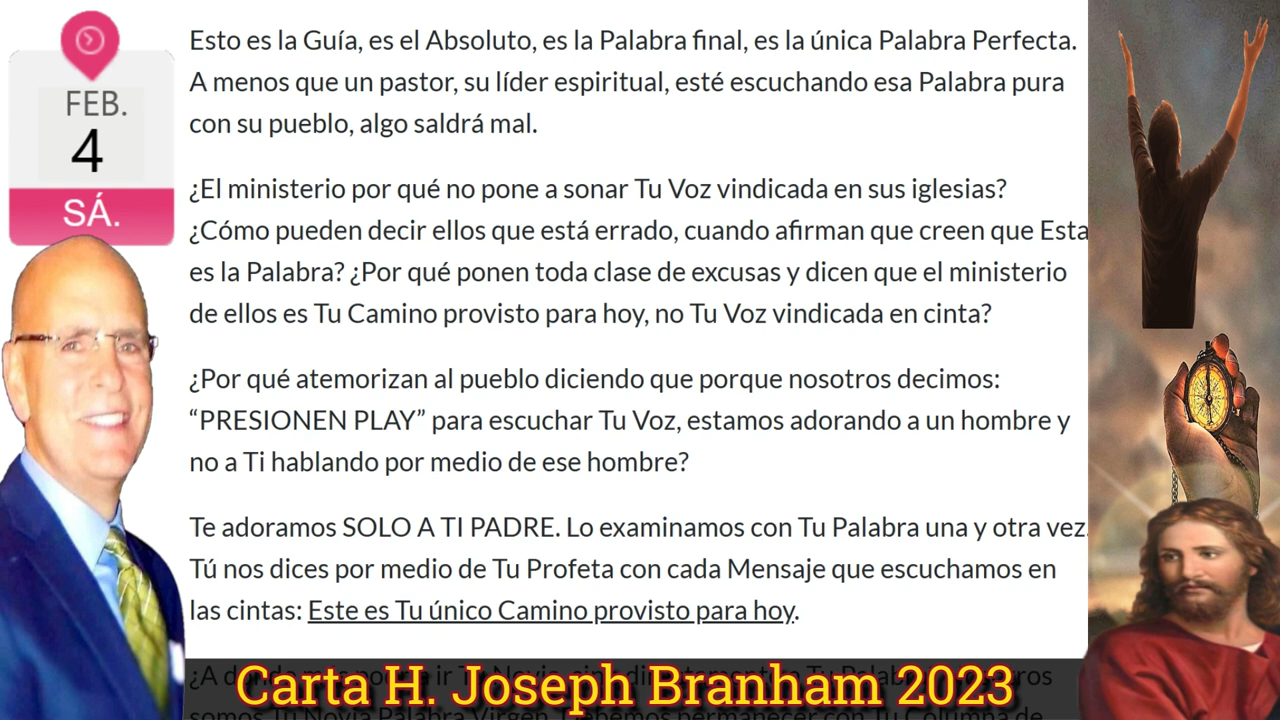 FEB.
4
SÁ.
Esto es la Guía, es el Absoluto, es la Palabra final, es la única Palabra Perfecta.
A menos que un pastor, su líder espiritual, esté escuchando esa Palabra pura
con su pueblo, algo saldrá mal.
¿El ministerio por qué no pone a sonar Tu Voz vindicada en sus iglesias?
¿Cómo pueden decir ellos que está errado, cuando afirman que creen que Esta
es la Palabra? ¿Por qué ponen toda clase de excusas y dicen que el ministerio
de ellos es Tu Camino provisto para hoy, no Tu Voz vindicada en cinta?
¿Por qué atemorizan al pueblo diciendo que porque nosotros decimos:
“PRESIONEN PLAY” para escuchar Tu Voz, estamos adorando a un hombre y
no a Ti hablando por medio de ese hombre?
Te adoramos SOLO A TI PADRE. Lo examinamos con Tu Palabra una y otra vez.
Tú nos dices por medio de Tu Profeta con cada Mensaje que escuchamos en
las cintas: Este es Tu único Camino provisto para hoy.
Carta H. Joseph Branham 2023